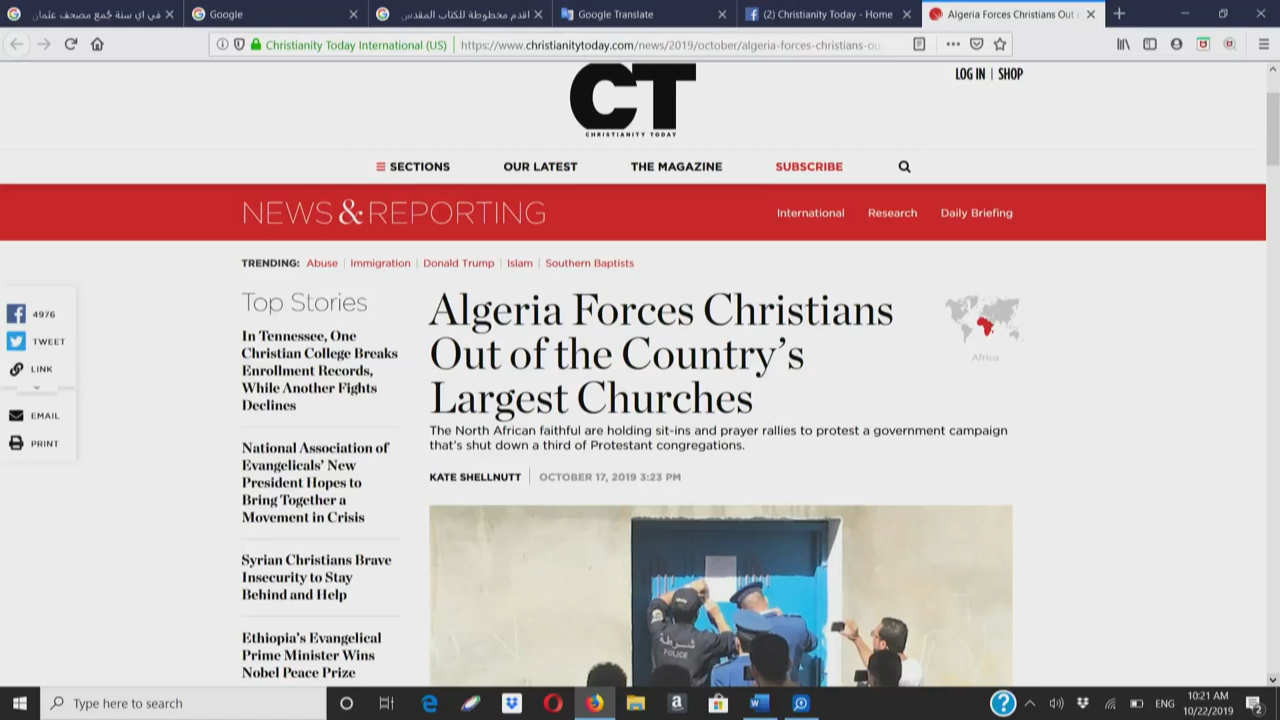 في اي سنة جُمع مصحف عثمان
Google
اقدم مخطوطة للكتاب المقدس
Google Translate
(2) Christianity Today - Home
Algeria Forces Christians Out
Christianity Today International (US)
https://www.christianitytoday.com/news/2019/october/algeria-forces-christians-ou
CT
CHRISTIANITY TODAY
LOG IN | SHOP
SECTIONS
OUR LATEST
THE MAGAZINE
SUBSCRIBE
NEWS & REPORTING
International
Research
Daily Briefing
TRENDING: Abuse | Immigration | Donald Trump | Islam | Southern Baptists
4976
TWEET
LINK
EMAIL
PRINT
Top Stories
In Tennessee, One
Christian College Breaks
Enrollment Records,
While Another Fights
Declines
National Association of
Evangelicals' New
President Hopes to
Bring Together a
Movement in Crisis
Syrian Christians Brave
Insecurity to Stay
Behind and Help
Ethiopia's Evangelical
Prime Minister Wins
Nobel Peace Prize
Algeria Forces Christians
Out of the Country's
Largest Churches
Africa
The North African faithful are holding sit-ins and prayer rallies to protest a government campaign
that's shut down a third of Protestant congregations.
KATE SHELLNUTT | OCTOBER 17, 2019 3:23 PM
شرطة
POLICE
Type here to search
ENG
10:21 AM
10/22/2019
2